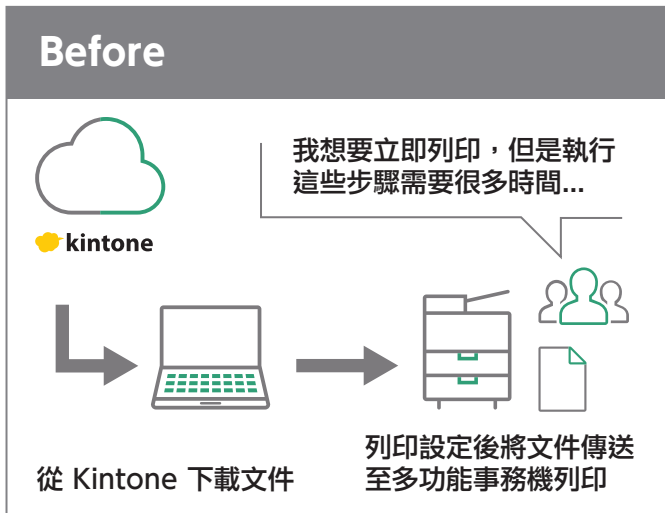 Before
我想要立即列印，但是執行
這些步驟需要很多時間...
kintone
從 Kintone 下載文件
列印設定後將文件傳送
至多功能事務機列印